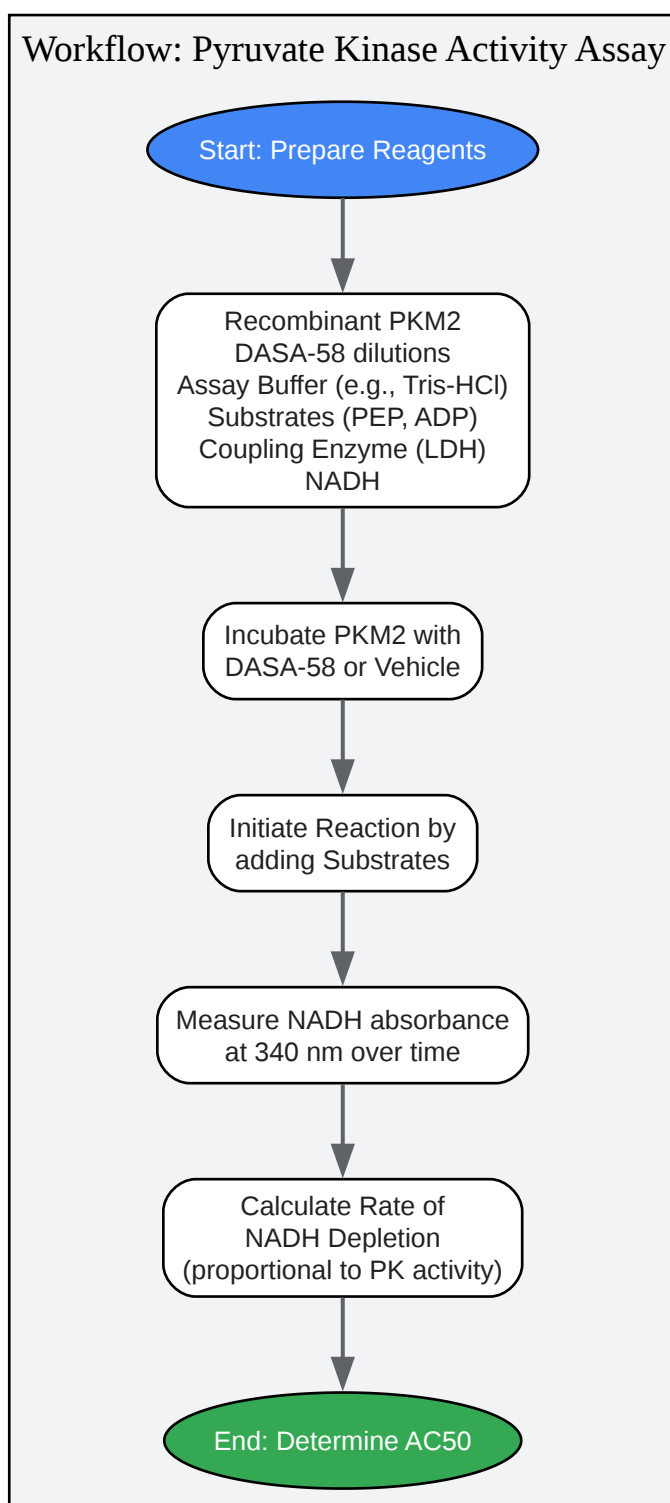 Workflow: Pyruvate Kinase Activity Assay
Start: Prepare Reagents
Recombinant PKM2
DASA-58 dilutions
Assay Buffer (e.g., Tris-HCl)
Substrates (PEP, ADP)
Coupling Enzyme (LDH)
NADH
Incubate PKM2 with
DASA-58 or Vehicle
Initiate Reaction by
adding Substrates
Measure NADH absorbance
at 340 nm over time
Calculate Rate of
NADH Depletion
(proportional to PK activity)
End: Determine AC50